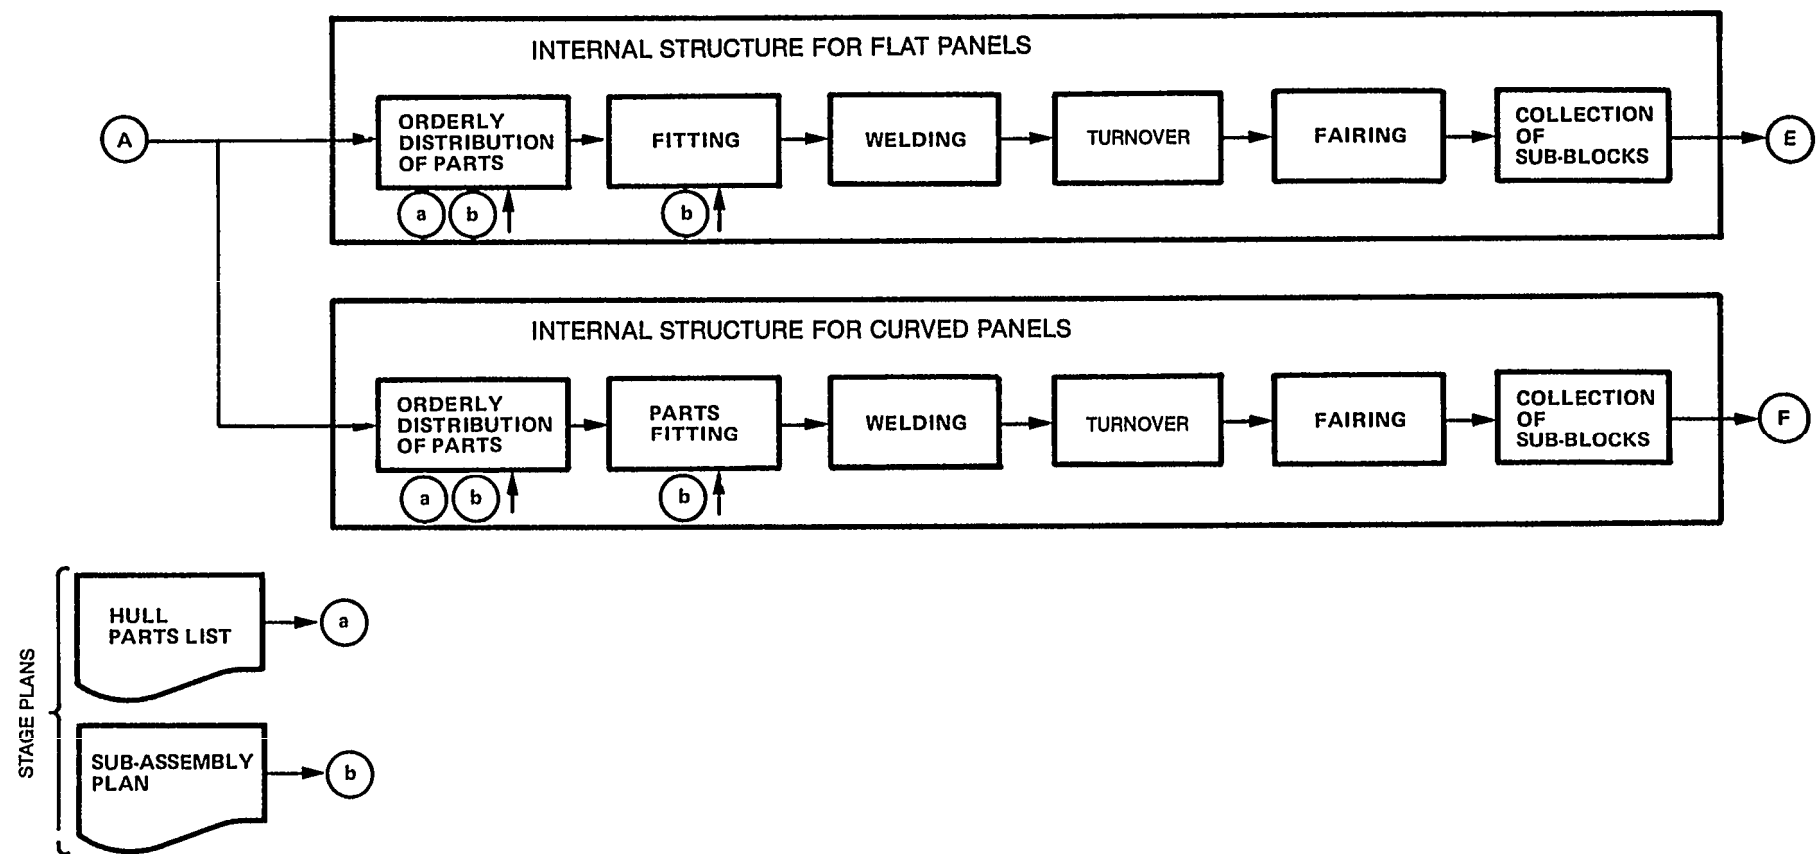 INTERNAL STRUCTURE FOR FLAT PANELS
A
ORDERLY
DISTRIBUTION
OF PARTS
FITTING
WELDING
TURNOVER
FAIRING
COLLECTION
OF
SUB-BLOCKS
E
a
b
b
INTERNAL STRUCTURE FOR CURVED PANELS
ORDERLY
DISTRIBUTION
OF PARTS
PARTS
FITTING
WELDING
TURNOVER
FAIRING
COLLECTION
OF
SUB-BLOCKS
F
a
b
b
STAGE PLANS
HULL
PARTS LIST
a
SUB-ASSEMBLY
PLAN
b